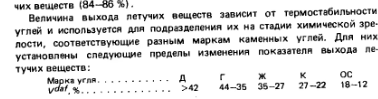 чих веществ (84—86 %).
Величина выхода летучих веществ зависит от термостабильности
углей и используется для подразделения их на стадии химической зре-
лости, соответствующие разным маркам каменных углей. Для них
установлены следующие пределы изменения показателя выхода ле-
тучих веществ:
Марка угля . . . . . . . . Д Г Ж К ОС
Vdaf, % . . . . . . . . . >42 44—35 35—27 27—22 18—12